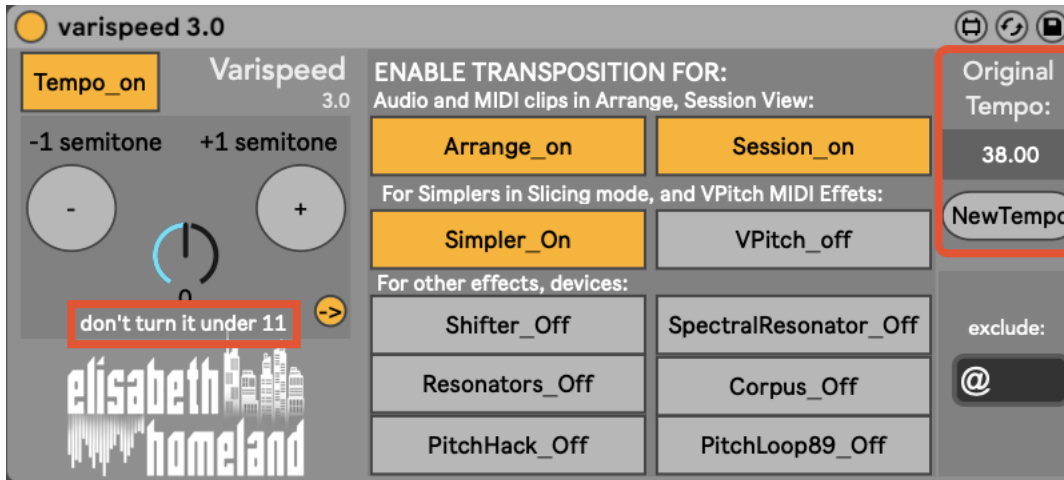 varispeed 3.0
Tempo_on
Varispeed
3.0
-1 semitone
+1 semitone
-
+
0
don't turn it under 11
->
elisabeth
homeland
ENABLE TRANSPOSITION FOR:
Audio and MIDI clips in Arrange, Session View:
Arrange_on
Session_on
For Simplers in Slicing mode, and VPitch MIDI Effets:
Simpler_On
VPitch_off
For other effects, devices:
Shifter_Off
SpectralResonator_Off
Resonators_Off
Corpus_Off
PitchHack_Off
PitchLoop89_Off
Original
Tempo:
38.00
NewTempo
exclude:
@